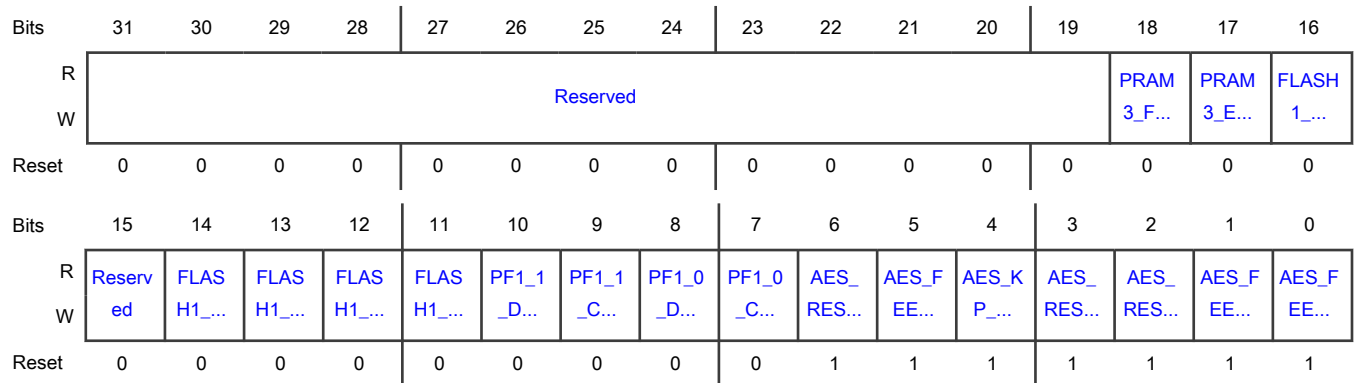 Bits 31 30 29 28 27 26 25 24 23 22 21 20 19 18 17 16
R
W
Reserved
PRAM
3_F...
PRAM
3_E...
FLASH
1_...
Reset 0 0 0 0 0 0 0 0 0 0 0 0 0 0 0 0
Bits 15 14 13 12 11 10 9 8 7 6 5 4 3 2 1 0
R
W
Reserv
ed
FLAS
H1_...
FLAS
H1_...
FLAS
H1_...
FLAS
H1_...
PF1_1
_D...
PF1_1
_C...
PF1_0
_D...
PF1_0
_C...
AES_
RES...
AES_F
EE...
AES_K
P_...
AES_
RES...
AES_
RES...
AES_F
EE...
AES_F
EE...
Reset 0 0 0 0 0 0 0 0 0 1 1 1 1 1 1 1